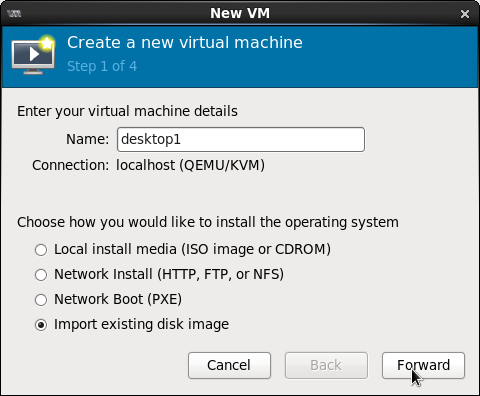 New VM
Create a new virtual machine
Step 1 of 4
Enter your virtual machine details
Name: desktop1
Connection: localhost (QEMU/KVM)
Choose how you would like to install the operating system
Local install media (ISO image or CDROM)
Network Install (HTTP, FTP, or NFS)
Network Boot (PXE)
Import existing disk image
Cancel Back Forward